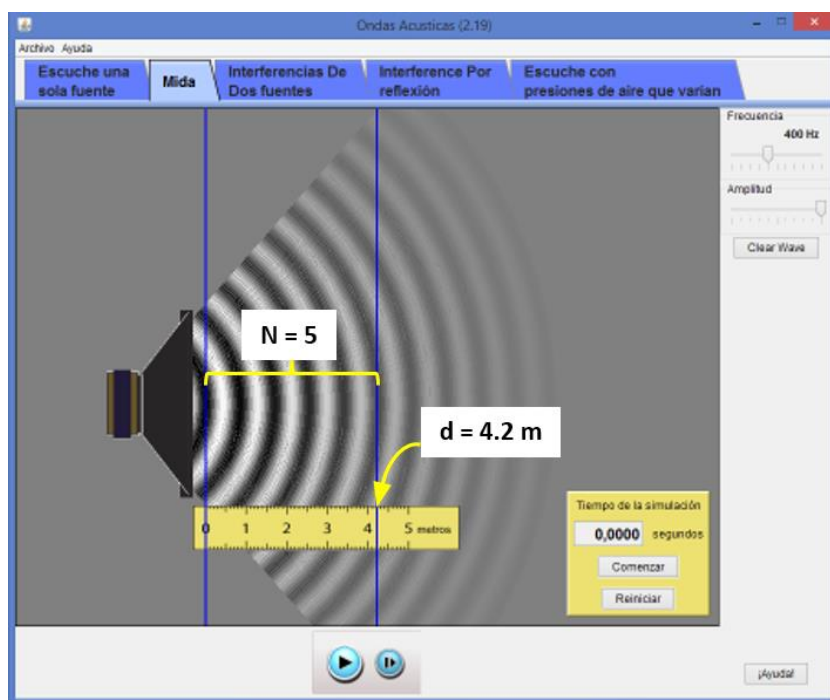 Ondas Acusticas (2.19)
Archivo Ayuda
Escuche una
sola fuente
Mida
Interferencias De
Dos fuentes
Interference Por
reflexión
Escuche con
presiones de aire que varían
Frecuencia
400 Hz
Amplitud
Clear Wave
N = 5
d = 4.2 m
0 1 2 3 4 5 metros
Tiempo de la simulación
0,0000 segundos
Comenzar
Reiniciar
¡Ayuda!